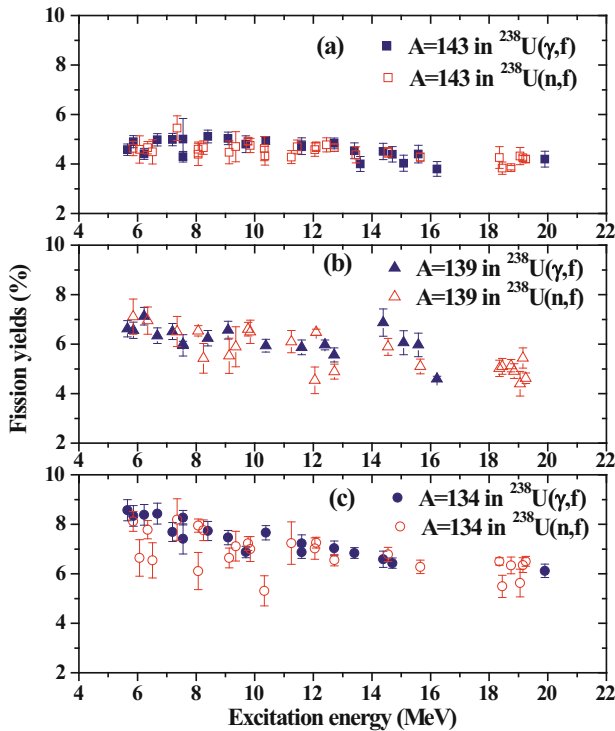 10
(a)
A=143 in ²³⁸U(γ,f)
A=143 in ²³⁸U(n,f)
8
6
4
2
4 6 8 10 12 14 16 18 20 22
10
(b)
A=139 in ²³⁸U(γ,f)
A=139 in ²³⁸U(n,f)
8
6
4
2
4 6 8 10 12 14 16 18 20 22
Fission yields (%)
10
(c)
A=134 in ²³⁸U(γ,f)
A=134 in ²³⁸U(n,f)
8
6
4
2
4 6 8 10 12 14 16 18 20 22
Excitation energy (MeV)